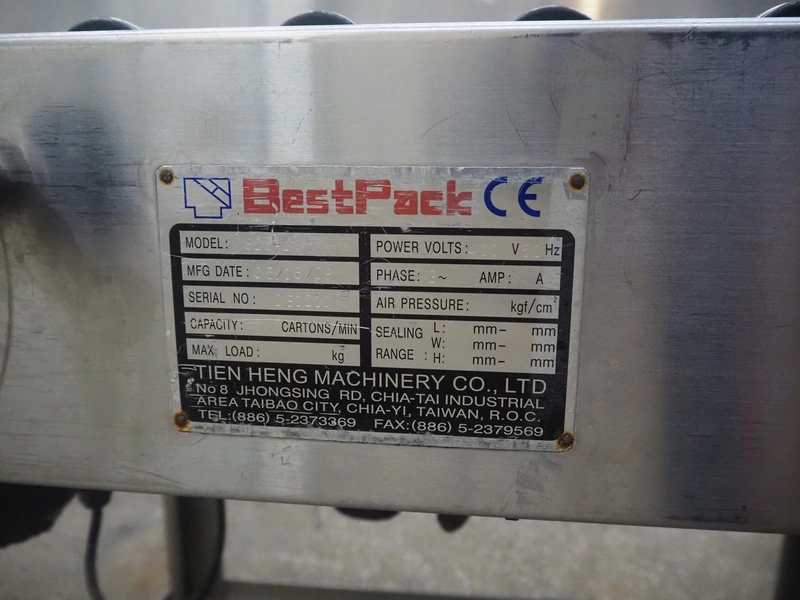 BestPack CE
MODEL:
POWER VOLTS: V Hz
MFG DATE:
PHASE: ~ AMP: A
SERIAL NO:
AIR PRESSURE: kgf/cm²
CAPACITY: CARTONS/MIN
MAX. LOAD: kg
SEALING RANGE :
L: mm- mm
W: mm- mm
H: mm- mm
TIEN HENG MACHINERY CO., LTD
No 8 JHONGSING RD, CHIA-TAI INDUSTRIAL
AREA TAIBAO CITY, CHIA-YI, TAIWAN, R.O.C.
TEL:(886) 5-2373369 FAX:(886) 5-2379569